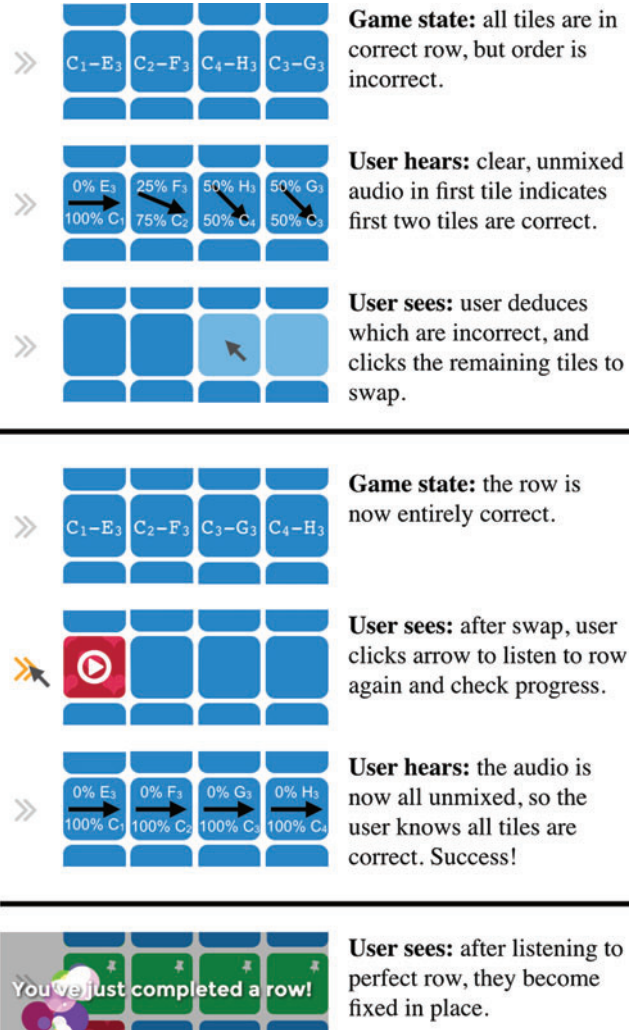 Game state: all tiles are in
correct row, but order is
incorrect.
C1–E3 C2–F3 C4–H3 C3–G3
User hears: clear, unmixed
audio in first tile indicates
first two tiles are correct.
0% E3 25% F3 50% H3 50% G3
100% C1 75% C2 50% C4 50% C3
User sees: user deduces
which are incorrect, and
clicks the remaining tiles to
swap.
Game state: the row is
now entirely correct.
C1–E3 C2–F3 C3–G3 C4–H3
User sees: after swap, user
clicks arrow to listen to row
again and check progress.
User hears: the audio is
now all unmixed, so the
user knows all tiles are
correct. Success!
0% E3 0% F3 0% G3 0% H3
100% C1 100% C2 100% C3 100% C4
User sees: after listening to
perfect row, they become
fixed in place.
You've just completed a row!